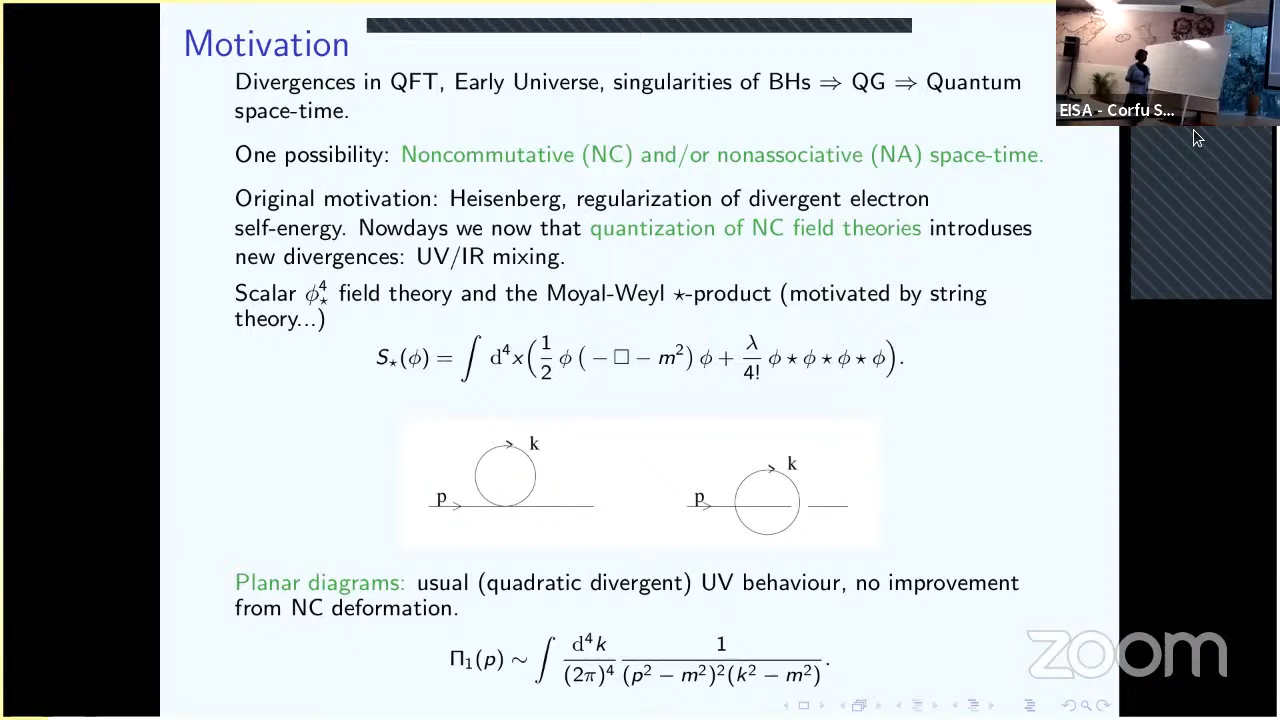 Motivation
Divergences in QFT, Early Universe, singularities of BHs ⇒ QG ⇒ Quantum
space-time.
EISA - Corfu S...
One possibility: Noncommutative (NC) and/or nonassociative (NA) space-time.
Original motivation: Heisenberg, regularization of divergent electron
self-energy. Nowdays we now that quantization of NC field theories introduses
new divergences: UV/IR mixing.
Scalar ϕ⋆⁴ field theory and the Moyal-Weyl ⋆-product (motivated by string
theory...)
S⋆(ϕ) = ∫ d⁴x(1/2 ϕ(−□ − m²)ϕ + λ/4! ϕ ⋆ ϕ ⋆ ϕ ⋆ ϕ).
k
p
k
p
Planar diagrams: usual (quadratic divergent) UV behaviour, no improvement
from NC deformation.
Π₁(p) ∼ ∫ d⁴k/(2π)⁴ 1/((p² − m²)²(k² − m²)).
zoom